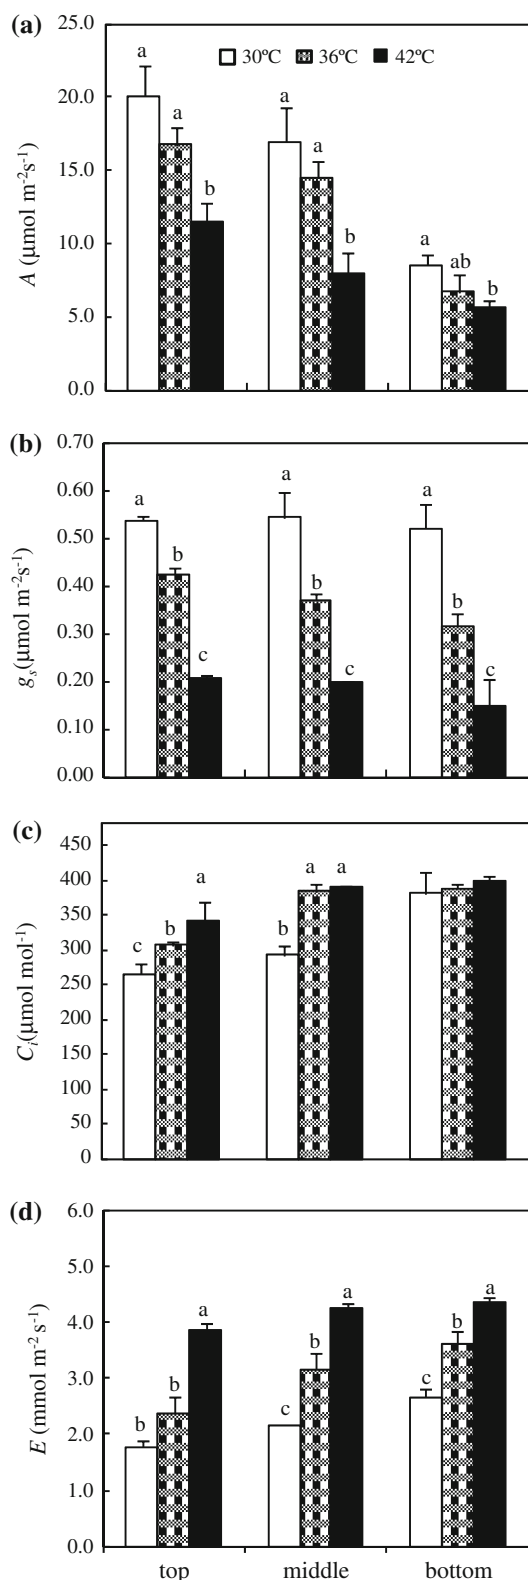 (a)
25.0
20.0
15.0
10.0
5.0
0.0
A (µmol m⁻²s⁻¹)
30ºC 36ºC 42ºC
a a b
a a b
a ab b
(b)
0.70
0.60
0.50
0.40
0.30
0.20
0.10
0.00
gₛ(µmol m⁻²s⁻¹)
a b c
a b c
a b c
(c)
450
400
350
300
250
200
150
100
50
0
Cᵢ(µmol mol⁻¹)
c b a
b a a
(d)
6.0
5.0
4.0
3.0
2.0
1.0
0.0
E (mmol m⁻² s⁻¹)
b b a
c b a
c b a
top middle bottom